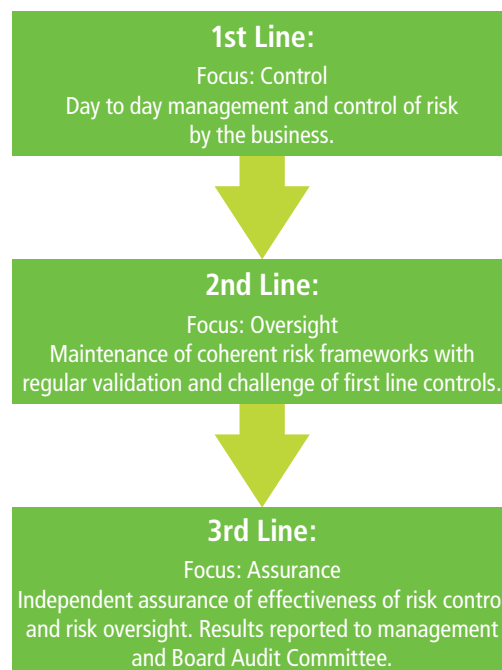 1st Line:
Focus: Control
Day to day management and control of risk
by the business.
2nd Line:
Focus: Oversight
Maintenance of coherent risk frameworks with
regular validation and challenge of first line controls.
3rd Line:
Focus: Assurance
Independent assurance of effectiveness of risk control
and risk oversight. Results reported to management
and Board Audit Committee.